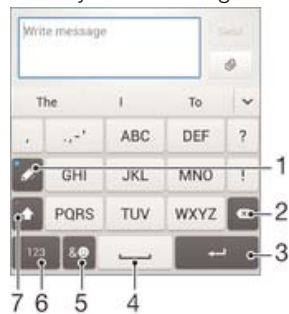 Write message
Send
The I To
, .,-' ABC DEF ?
GHI JKL MNO ! 1
PQRS TUV WXYZ 2
123 & 3
7 6 5 4